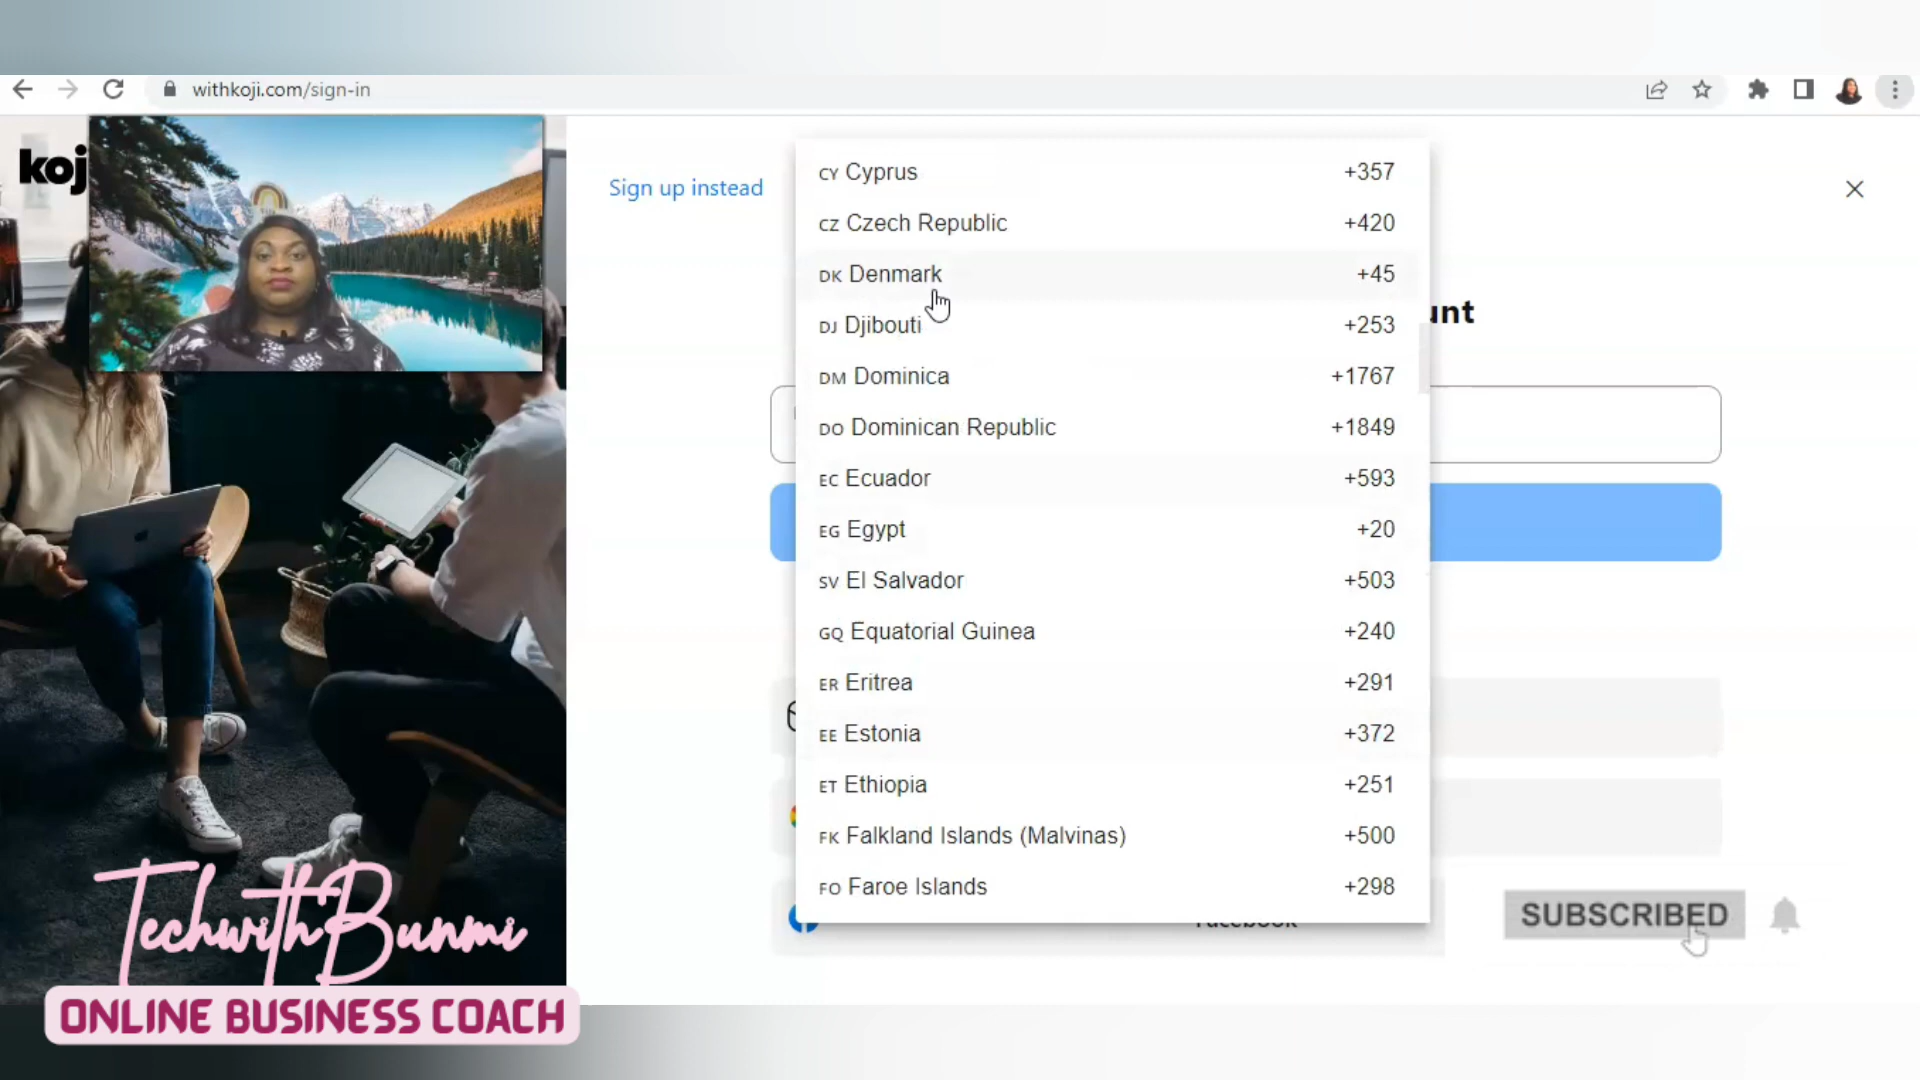 withkoji.com/sign-in
koj
Sign up instead
CY Cyprus +357
CZ Czech Republic +420
DK Denmark +45
DJ Djibouti +253
DM Dominica +1767
DO Dominican Republic +1849
EC Ecuador +593
EG Egypt +20
SV El Salvador +503
GQ Equatorial Guinea +240
ER Eritrea +291
EE Estonia +372
ET Ethiopia +251
FK Falkland Islands (Malvinas) +500
FO Faroe Islands +298
unt
Facebook
SUBSCRIBED
TechwithBunmi
ONLINE BUSINESS COACH